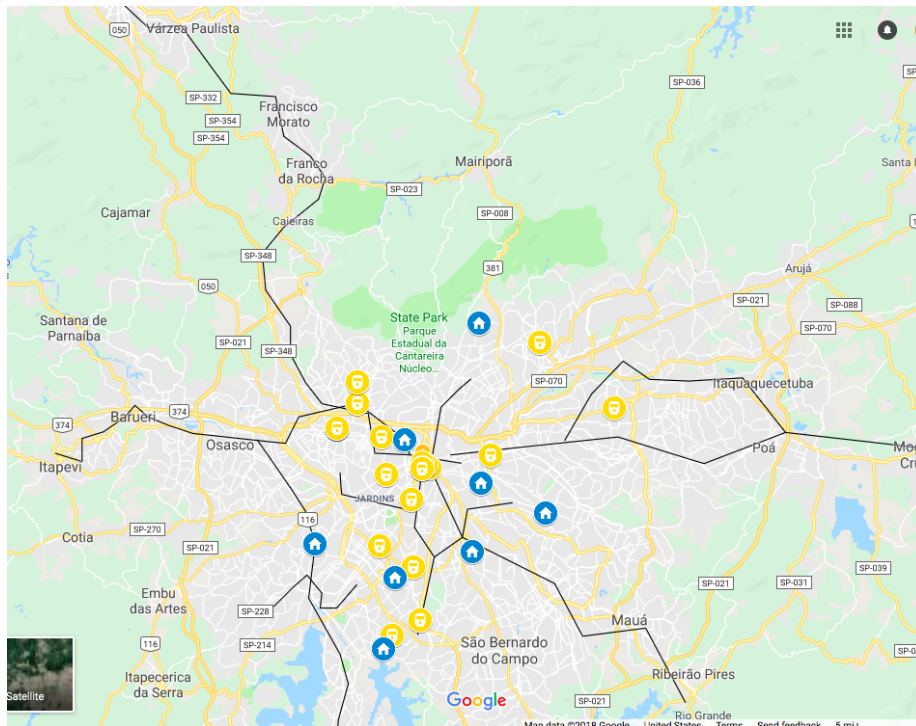 050
Várzea Paulista
SP-332
SP-354
SP-354
Francisco
Morato
SP-036
Franco
da Rocha
Mairiporã
SP-023
Cajamar
Caieiras
SP-008
SP-348
381
Arujá
050
SP-021
SP-088
Santana de
Parnaíba
State Park
Parque
Estadual da
Cantareira
Núcleo...
SP-021
SP-348
SP-070
SP-070
Itaquaquecetuba
Barueri
374
374
374
Osasco
Itapevi
Poá
JARDINS
116
SP-270
Cotia
SP-021
SP-039
SP-021
SP-031
Embu
das Artes
SP-228
Mauá
116
SP-214
São Bernardo
do Campo
Ribeirão Pires
Itapecerica
da Serra
Satellite
Google
Rio Grande
Map data ©2018 Google
United States
Terms
Send feedback
5 mi